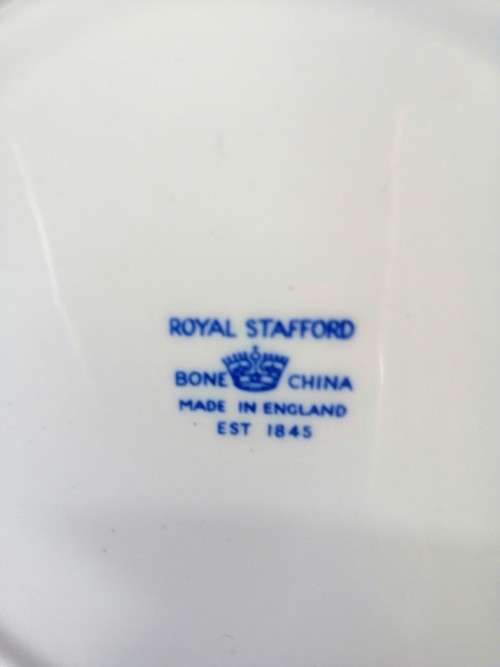 ROYAL STAFFORD
BONE CHINA
MADE IN ENGLAND
EST 1845